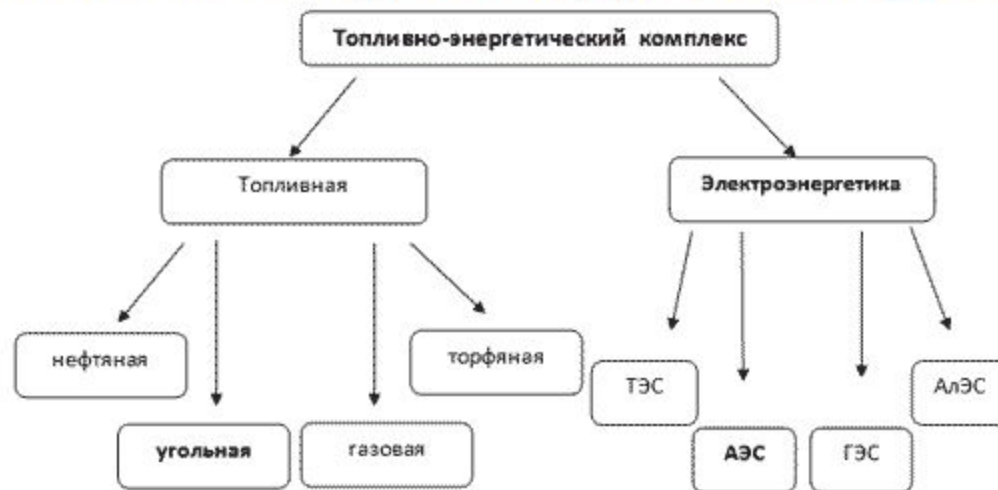 Топливно-энергетический комплекс
Топливная
Электроэнергетика
нефтяная
торфяная
ТЭС
АлЭС
угольная
газовая
АЭС
ГЭС